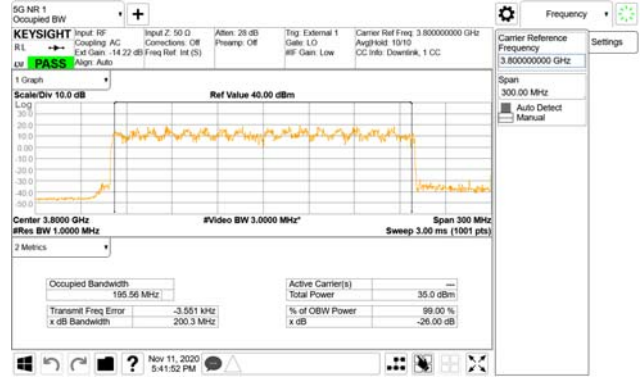 5G NR 1
Occupied BW
Frequency
KEYSIGHT
RL
PASS
Input: RF
Coupling: AC
Ext Gain: -14.22 dB
Align: Auto
Input Z: 50 Ω
Corrections: Off
Freq Ref: Int (S)
Atten: 28 dB
Preamp: Off
Trig: External 1
Gate: LO
#IF Gain: Low
Carrier Ref Freq: 3.800000000 GHz
Avg|Hold: 10/10
CC Info: Downlink, 1 CC
Carrier Reference
Frequency
3.800000000 GHz
Settings
Span
300.00 MHz
Auto Detect
Manual
1 Graph
Scale/Div 10.0 dB
Ref Value 40.00 dBm
Log
30.0
20.0
10.0
0.00
-10.0
-20.0
-30.0
-40.0
-50.0
Center 3.8000 GHz
#Video BW 3.0000 MHz*
Span 300 MHz
#Res BW 1.0000 MHz
Sweep 3.00 ms (1001 pts)
2 Metrics
Occupied Bandwidth
195.56 MHz
Active Carrier(s)
---
Total Power
35.0 dBm
Transmit Freq Error
-3.551 kHz
% of OBW Power
99.00 %
x dB Bandwidth
200.3 MHz
x dB
-26.00 dB
Nov 11, 2020
5:41:52 PM